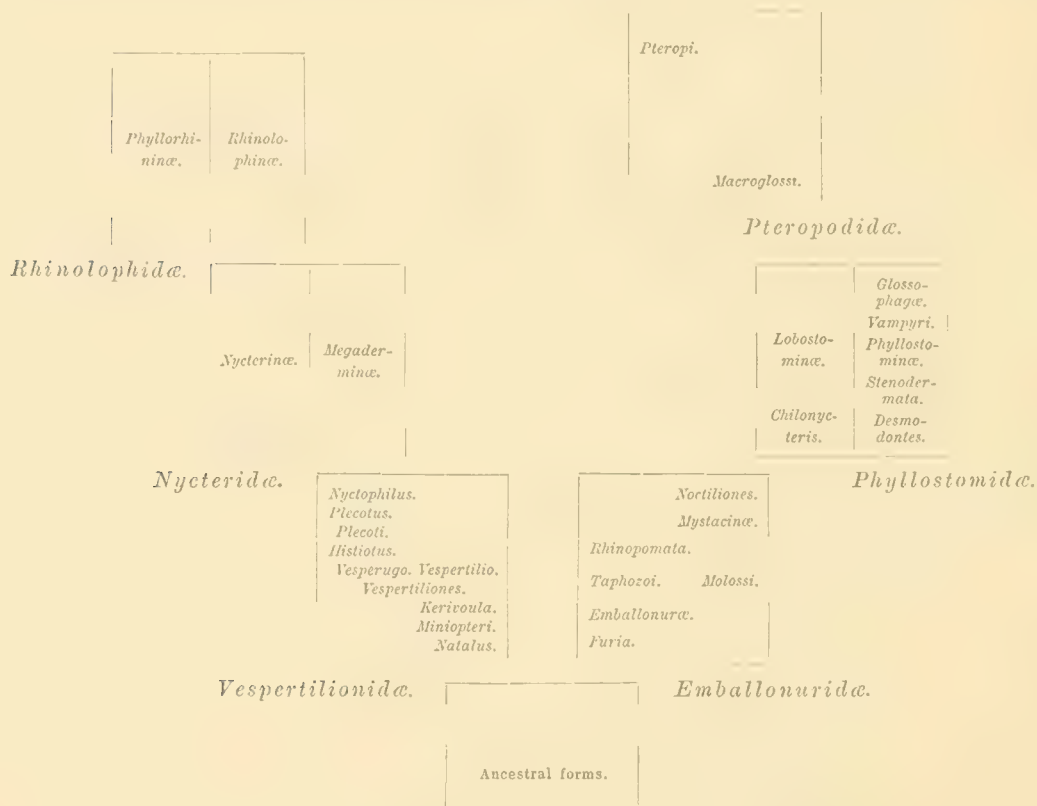 Pteropi.
Phyllorhi-
ninæ.
Rhinolo-
phinæ.
Macroglossi.
Pteropodidæ.
Rhinolophidæ.
Nycterinæ.
Megader-
minæ.
Lobosto-
minæ.
Chilonyc-
teris.
Glosso-
phagæ.
Vampyri.
Phyllosto-
minæ.
Stenoder-
mata.
Desmo-
dontes.
Nycteridæ.
Phyllostomidæ.
Nyctophilus.
Plecotus.
Plecoti.
Histiotus.
Vesperugo. Vespertilio.
Vespertiliones.
Kerivoula.
Miniopteri.
Natalus.
Noctiliones.
Mystacinæ.
Rhinopomata.
Taphozoi. Molossi.
Emballonuræ.
Furia.
Vespertilionidæ.
Emballonuridæ.
Ancestral forms.